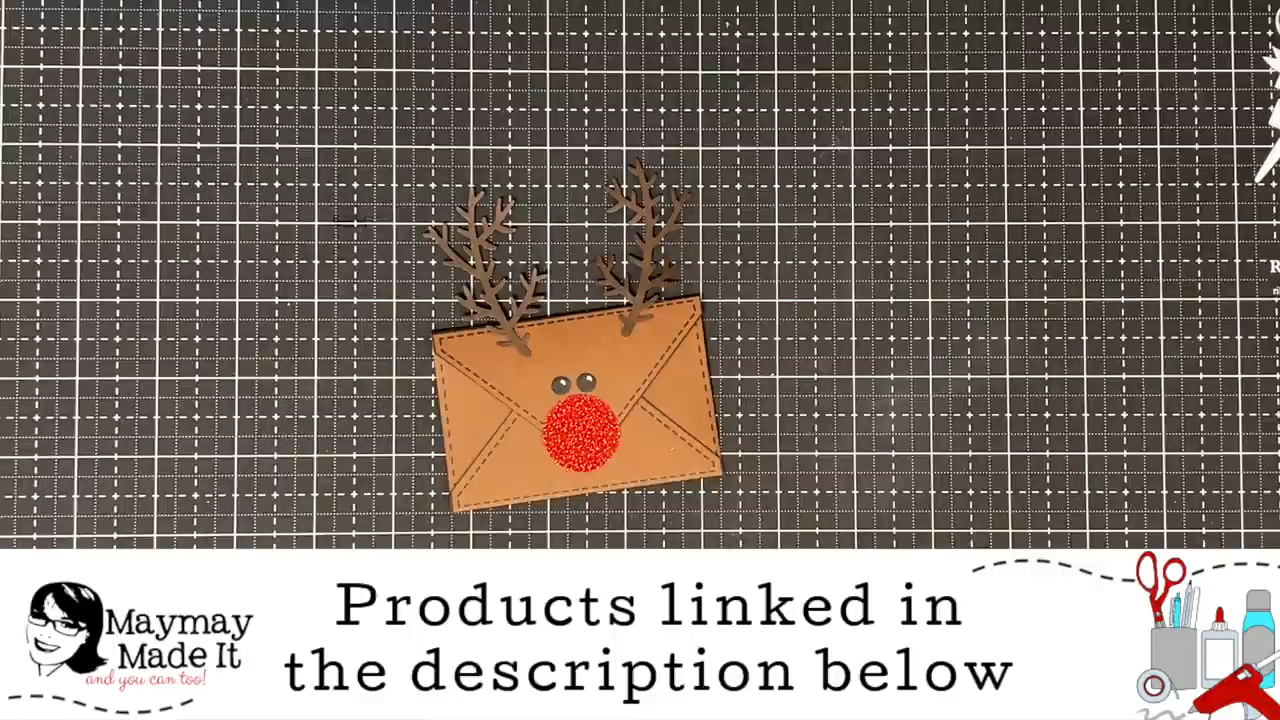 Products linked in
the description below
Maymay
Made It
and you can too!